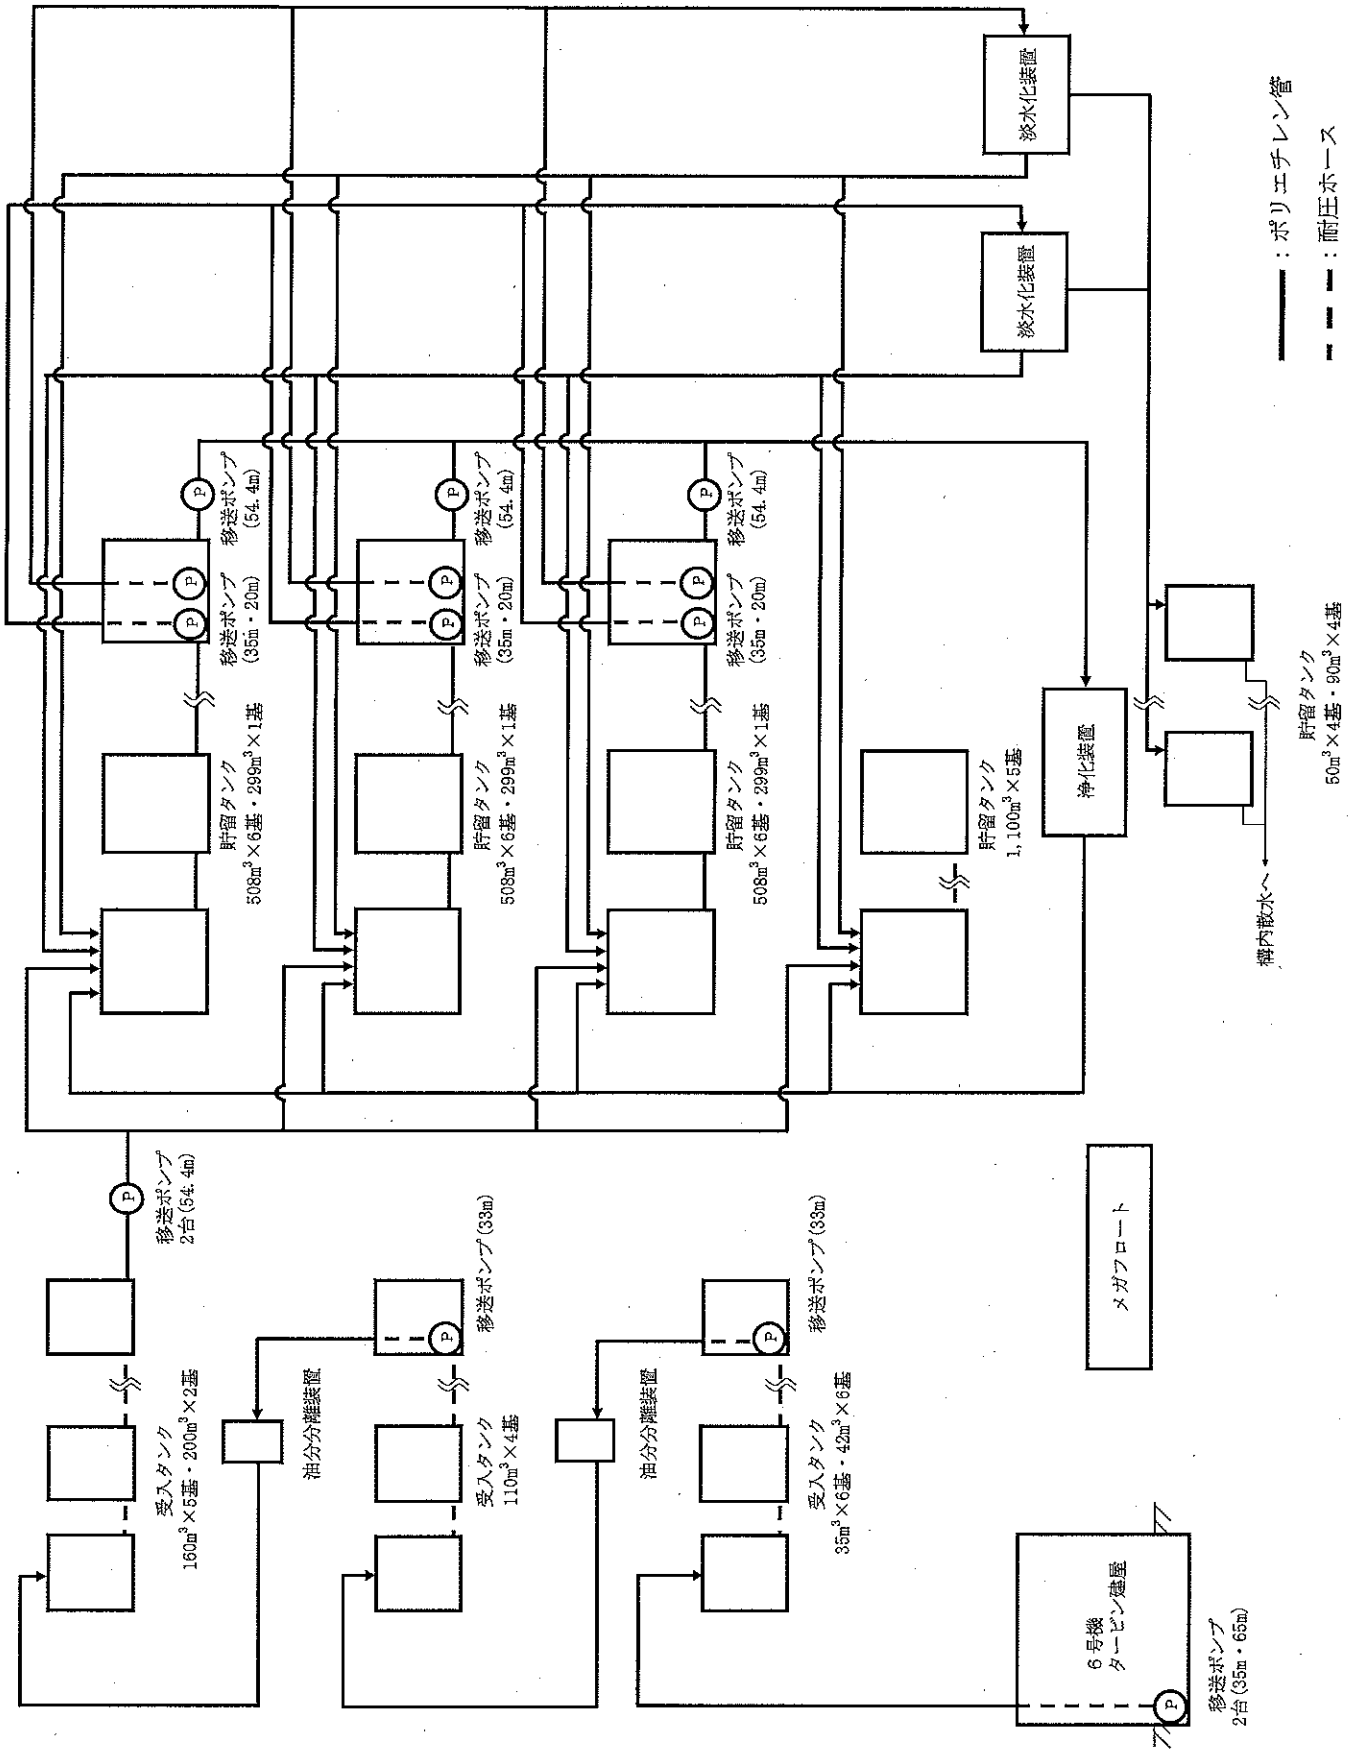 受入タンク
160m³×5基・200m³×2基
移送ポンプ
2台(54.4m)
P
貯留タンク
508m³×6基・299m³×1基
移送ポンプ
(35m・20m)
P
P
移送ポンプ
(54.4m)
P
油分分離装置
受入タンク
110m³×4基
移送ポンプ(33m)
P
貯留タンク
508m³×6基・299m³×1基
移送ポンプ
(35m・20m)
P
P
移送ポンプ
(54.4m)
P
油分分離装置
受入タンク
35m³×6基・42m³×6基
移送ポンプ(33m)
P
貯留タンク
508m³×6基・299m³×1基
移送ポンプ
(35m・20m)
P
P
移送ポンプ
(54.4m)
P
貯留タンク
1,100m³×5基
淡水化装置
淡水化装置
6号機
タービン建屋
P
移送ポンプ
2台(35m・65m)
メガフロート
浄化装置
構内散水へ
貯留タンク
50m³×4基・90m³×4基
：ポリエチレン管
：耐圧ホース